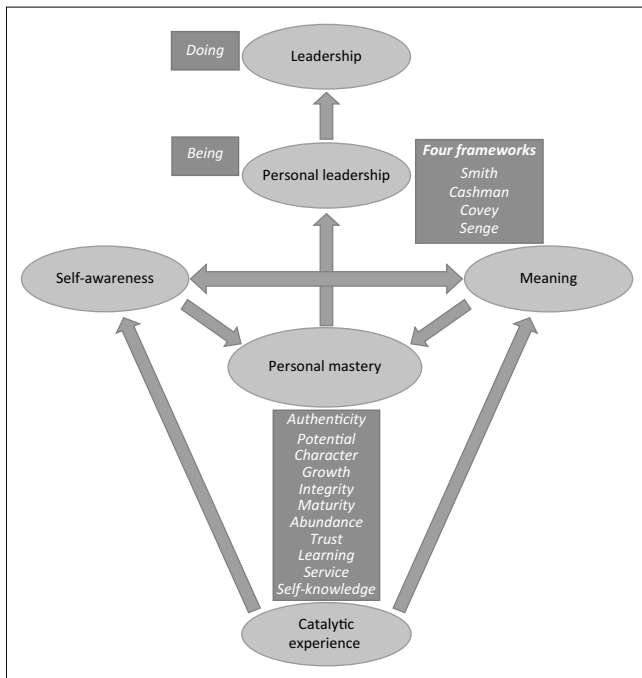 Doing
Leadership
Being
Personal leadership
Four frameworks
Smith
Cashman
Covey
Senge
Self-awareness
Meaning
Personal mastery
Authenticity
Potential
Character
Growth
Integrity
Maturity
Abundance
Trust
Learning
Service
Self-knowledge
Catalytic
experience